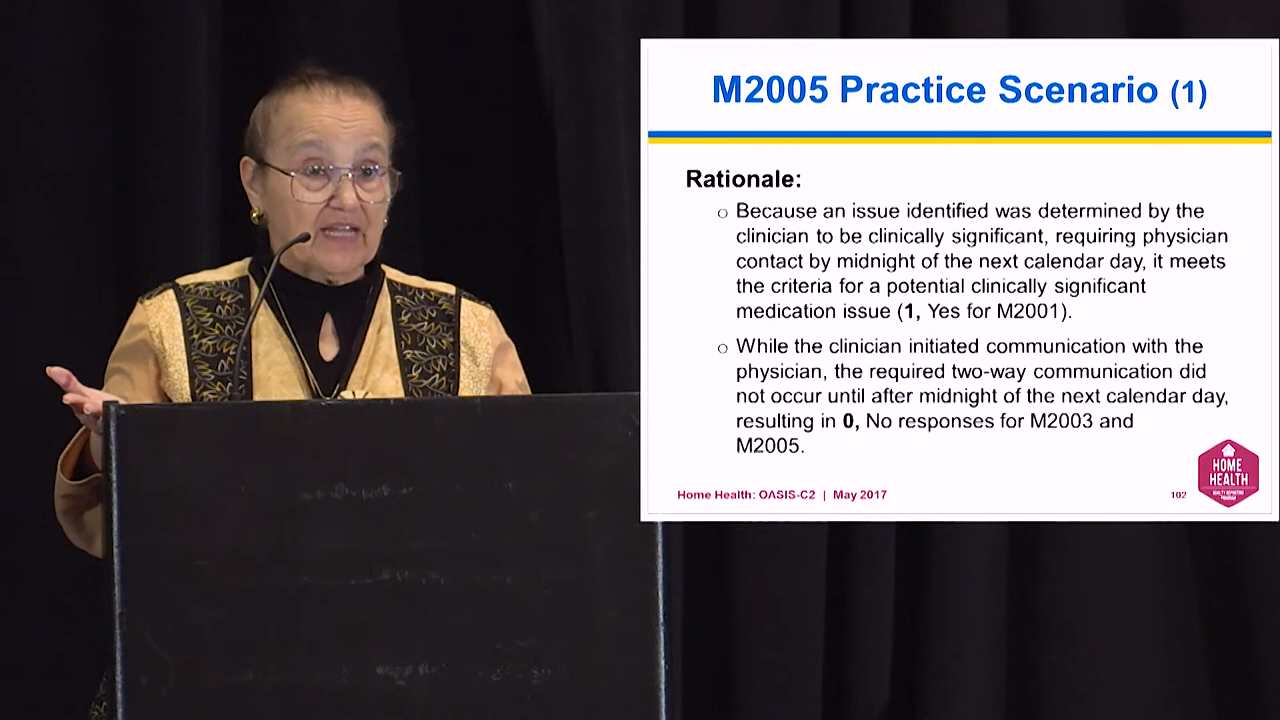 M2005 Practice Scenario (1)
Rationale:
○ Because an issue identified was determined by the
clinician to be clinically significant, requiring physician
contact by midnight of the next calendar day, it meets
the criteria for a potential clinically significant
medication issue (1, Yes for M2001).
○ While the clinician initiated communication with the
physician, the required two-way communication did
not occur until after midnight of the next calendar day,
resulting in 0, No responses for M2003 and
M2005.
HOME
HEALTH
QUALITY REPORTING
PROGRAM
Home Health: OASIS-C2 | May 2017
102